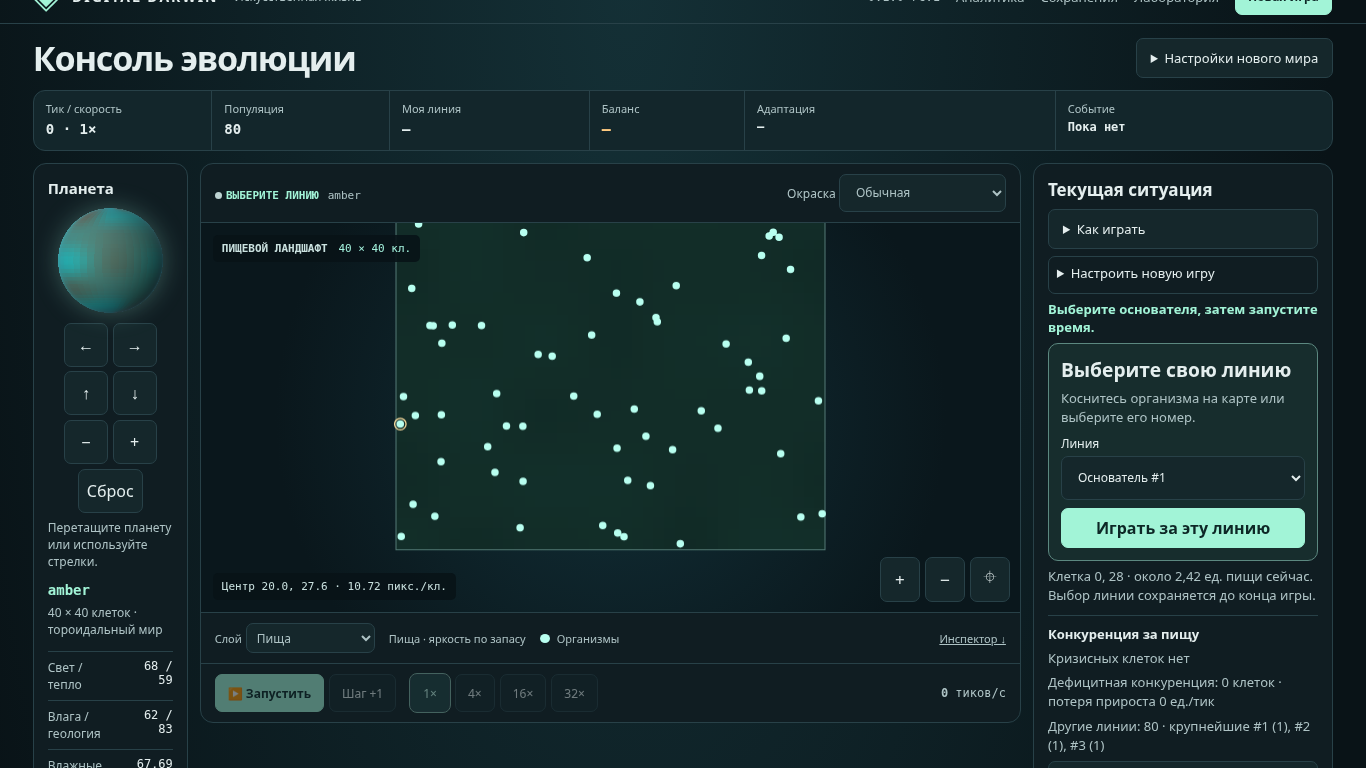 Консоль эволюции
▶ Настройки нового мира
Тик / скорость
0 · 1×
Популяция
80
Моя линия
—
Баланс
—
Адаптация
—
Событие
Пока нет
Планета
←
→
↑
↓
−
+
Сброс
Перетащите планету
или используйте
стрелки.
amber
40 × 40 клеток ·
тороидальный мир
Свет /
тепло
68 /
59
Влага /
геология
62 /
83
Влажные
67,69
ВЫБЕРИТЕ ЛИНИЮ amber
Окраска
Обычная
ПИЩЕВОЙ ЛАНДШАФТ 40 × 40 кл.
Центр 20.0, 27.6 · 10.72 пикс./кл.
+
−
Слой
Пища
Пища · яркость по запасу
Организмы
Инспектор ↓
▶ Запустить
Шаг +1
1×
4×
16×
32×
0 тиков/с
Текущая ситуация
▶ Как играть
▶ Настроить новую игру
Выберите основателя, затем запустите
время.
Выберите свою линию
Коснитесь организма на карте или
выберите его номер.
Линия
Основатель #1
Играть за эту линию
Клетка 0, 28 · около 2,42 ед. пищи сейчас.
Выбор линии сохраняется до конца игры.
Конкуренция за пищу
Кризисных клеток нет
Дефицитная конкуренция: 0 клеток ·
потеря прироста 0 ед./тик
Другие линии: 80 · крупнейшие #1 (1), #2
(1), #3 (1)